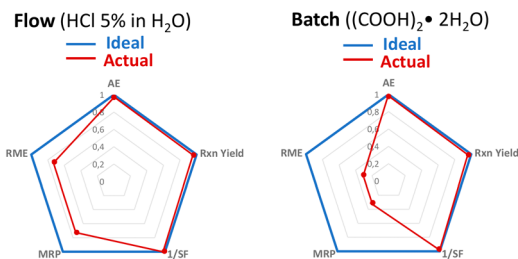 Flow (HCl 5% in H₂O)
Ideal
Actual
AE
1
0,8
0,6
0,4
0,2
0
RME
Rxn Yield
MRP
1/SF
Batch ((COOH)₂• 2H₂O)
Ideal
Actual
AE
1
0,8
0,6
0,4
0,2
0
RME
Rxn Yield
MRP
1/SF